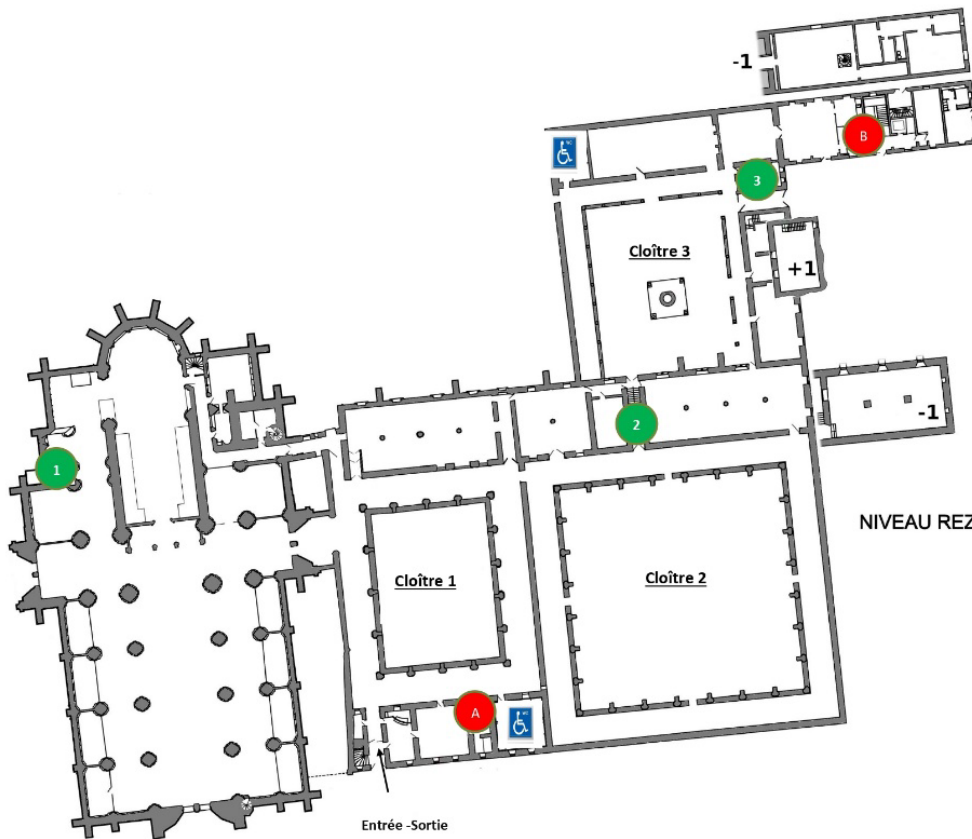 -1
B
3
Cloître 3
+1
2
-1
1
NIVEAU REZ
Cloître 1
Cloître 2
A
Entrée -Sortie